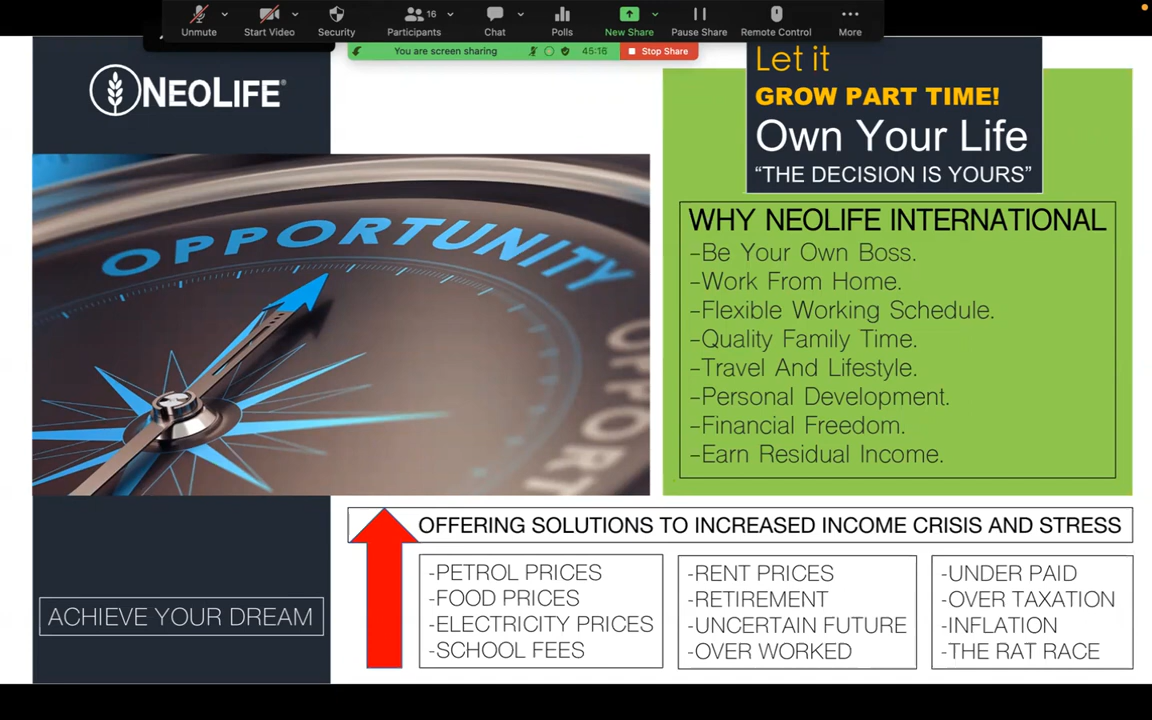 Unmute
Start Video
Security
16
Participants
Chat
Polls
New Share
Pause Share
Remote Control
More
You are screen sharing
45:16
Stop Share
NEOLIFE®
Let it
GROW PART TIME!
Own Your Life
“THE DECISION IS YOURS”
OPPORTUNITY
OPPORT
WHY NEOLIFE INTERNATIONAL
-Be Your Own Boss.
-Work From Home.
-Flexible Working Schedule.
-Quality Family Time.
-Travel And Lifestyle.
-Personal Development.
-Financial Freedom.
-Earn Residual Income.
OFFERING SOLUTIONS TO INCREASED INCOME CRISIS AND STRESS
-PETROL PRICES
-FOOD PRICES
-ELECTRICITY PRICES
-SCHOOL FEES
-RENT PRICES
-RETIREMENT
-UNCERTAIN FUTURE
-OVER WORKED
-UNDER PAID
-OVER TAXATION
-INFLATION
-THE RAT RACE
ACHIEVE YOUR DREAM